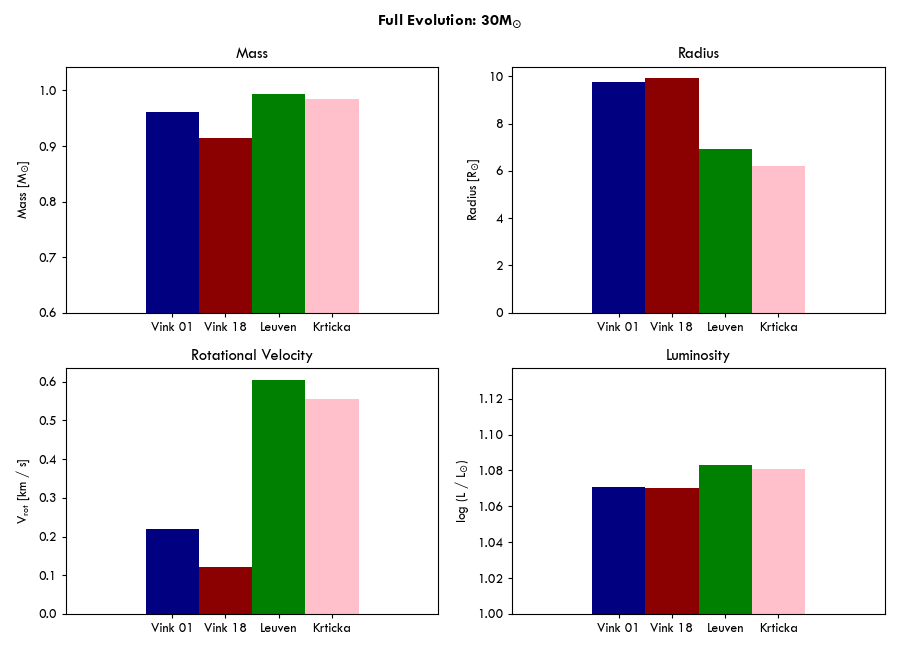 Full Evolution: 30M☉
Mass
Mass [M☉]
1.0
0.9
0.8
0.7
0.6
Vink 01 Vink 18 Leuven Krticka
Radius
Radius [R☉]
10
8
6
4
2
0
Vink 01 Vink 18 Leuven Krticka
Rotational Velocity
Vrot [km / s]
0.6
0.5
0.4
0.3
0.2
0.1
0.0
Vink 01 Vink 18 Leuven Krticka
Luminosity
log (L / L☉)
1.12
1.10
1.08
1.06
1.04
1.02
1.00
Vink 01 Vink 18 Leuven Krticka